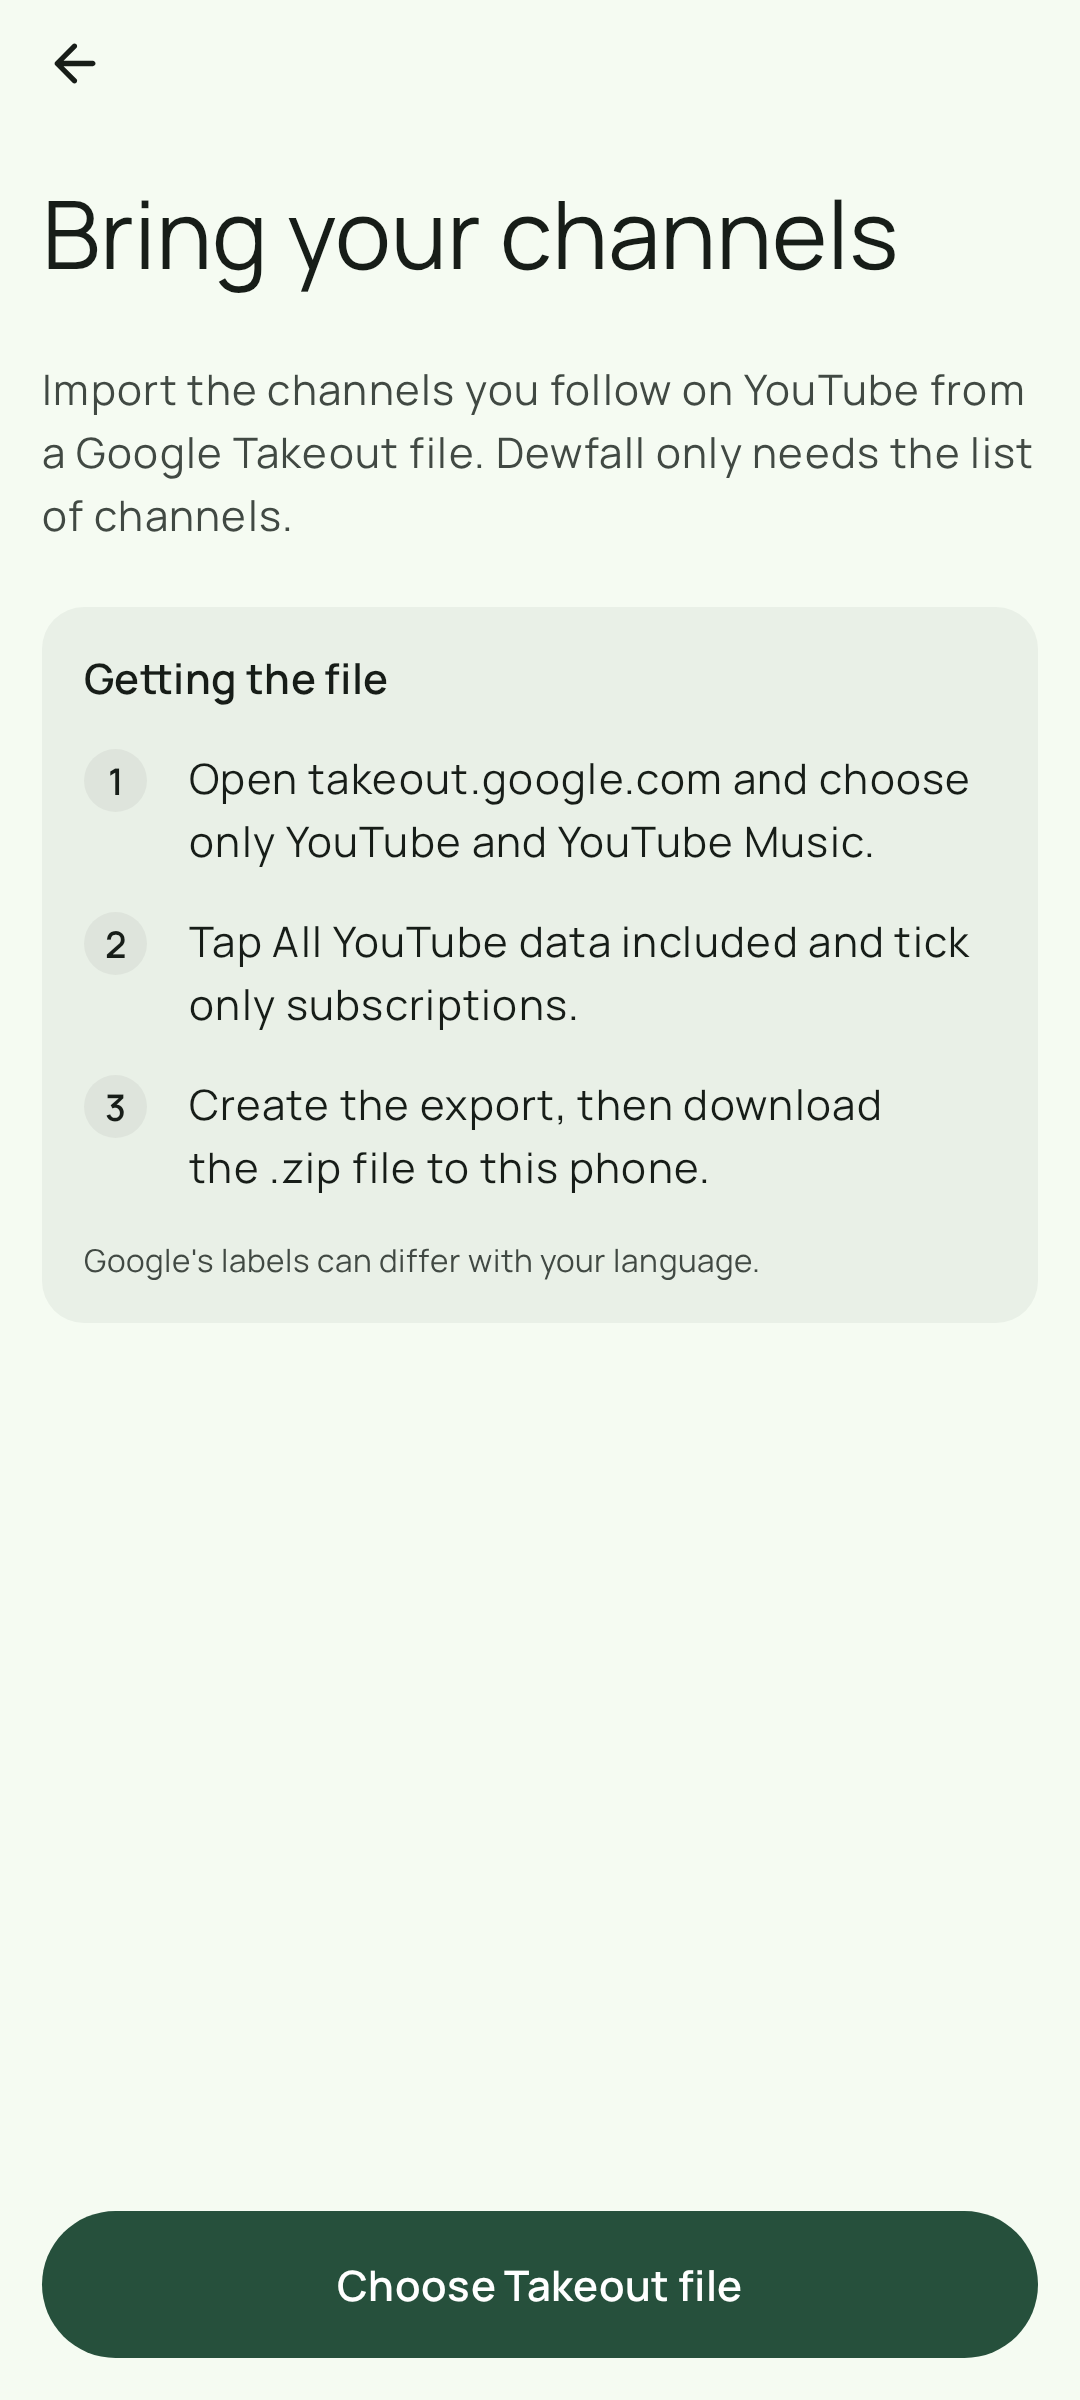 Bring your channels
Import the channels you follow on YouTube from
a Google Takeout file. Dewfall only needs the list
of channels.
Getting the file
1 Open takeout.google.com and choose
only YouTube and YouTube Music.
2 Tap All YouTube data included and tick
only subscriptions.
3 Create the export, then download
the .zip file to this phone.
Google's labels can differ with your language.
Choose Takeout file